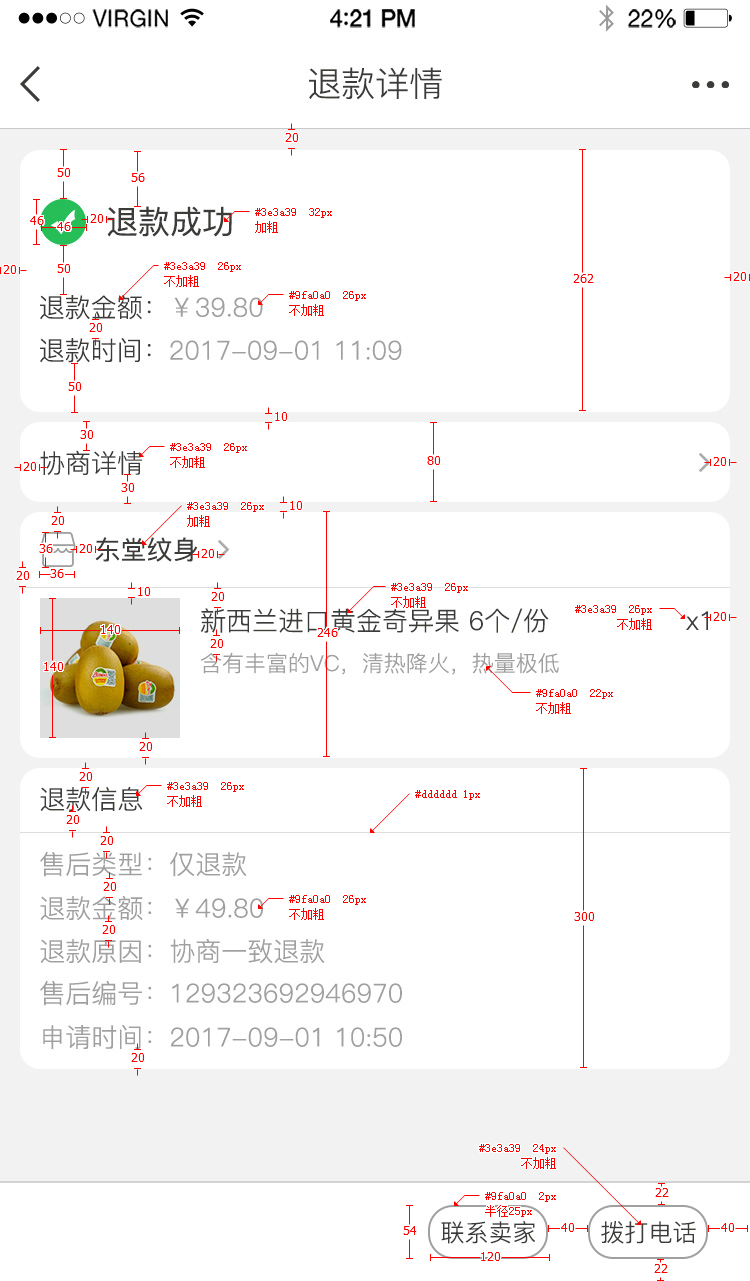 VIRGIN 4:21 PM 22%
退款详情
20
50 56
46 46 20 退款成功 #3e3a39 32px
加粗
20 50 #3e3a39 26px 262 20
不加粗
退款金额: ￥39.80 #9fa0a0 26px
不加粗
20
退款时间: 2017-09-01 11:09
50
10
30 #3e3a39 26px
20 协商详情 不加粗 80 20
30
#3e3a39 26px 10
加粗
20
36 20 东堂纹身 20
20 36
10 20 #3e3a39 26px
不加粗
140 新西兰进口黄金奇异果 6个/份 #3e3a39 26px x1 20
不加粗
246
20
140 含有丰富的VC，清热降火，热量极低
#9fa0a0 22px
不加粗
20
20 #3e3a39 26px
退款信息 不加粗 #dddddd 1px
20
20
售后类型: 仅退款
20
退款金额: ￥49.80 #9fa0a0 26px
不加粗 300
20
退款原因: 协商一致退款
售后编号: 129323692946970
申请时间: 2017-09-01 10:50
20
#3e3a39 24px
不加粗
#9fa0a0 2px 22
半径25px
54 联系卖家 40 拨打电话 40
120
22